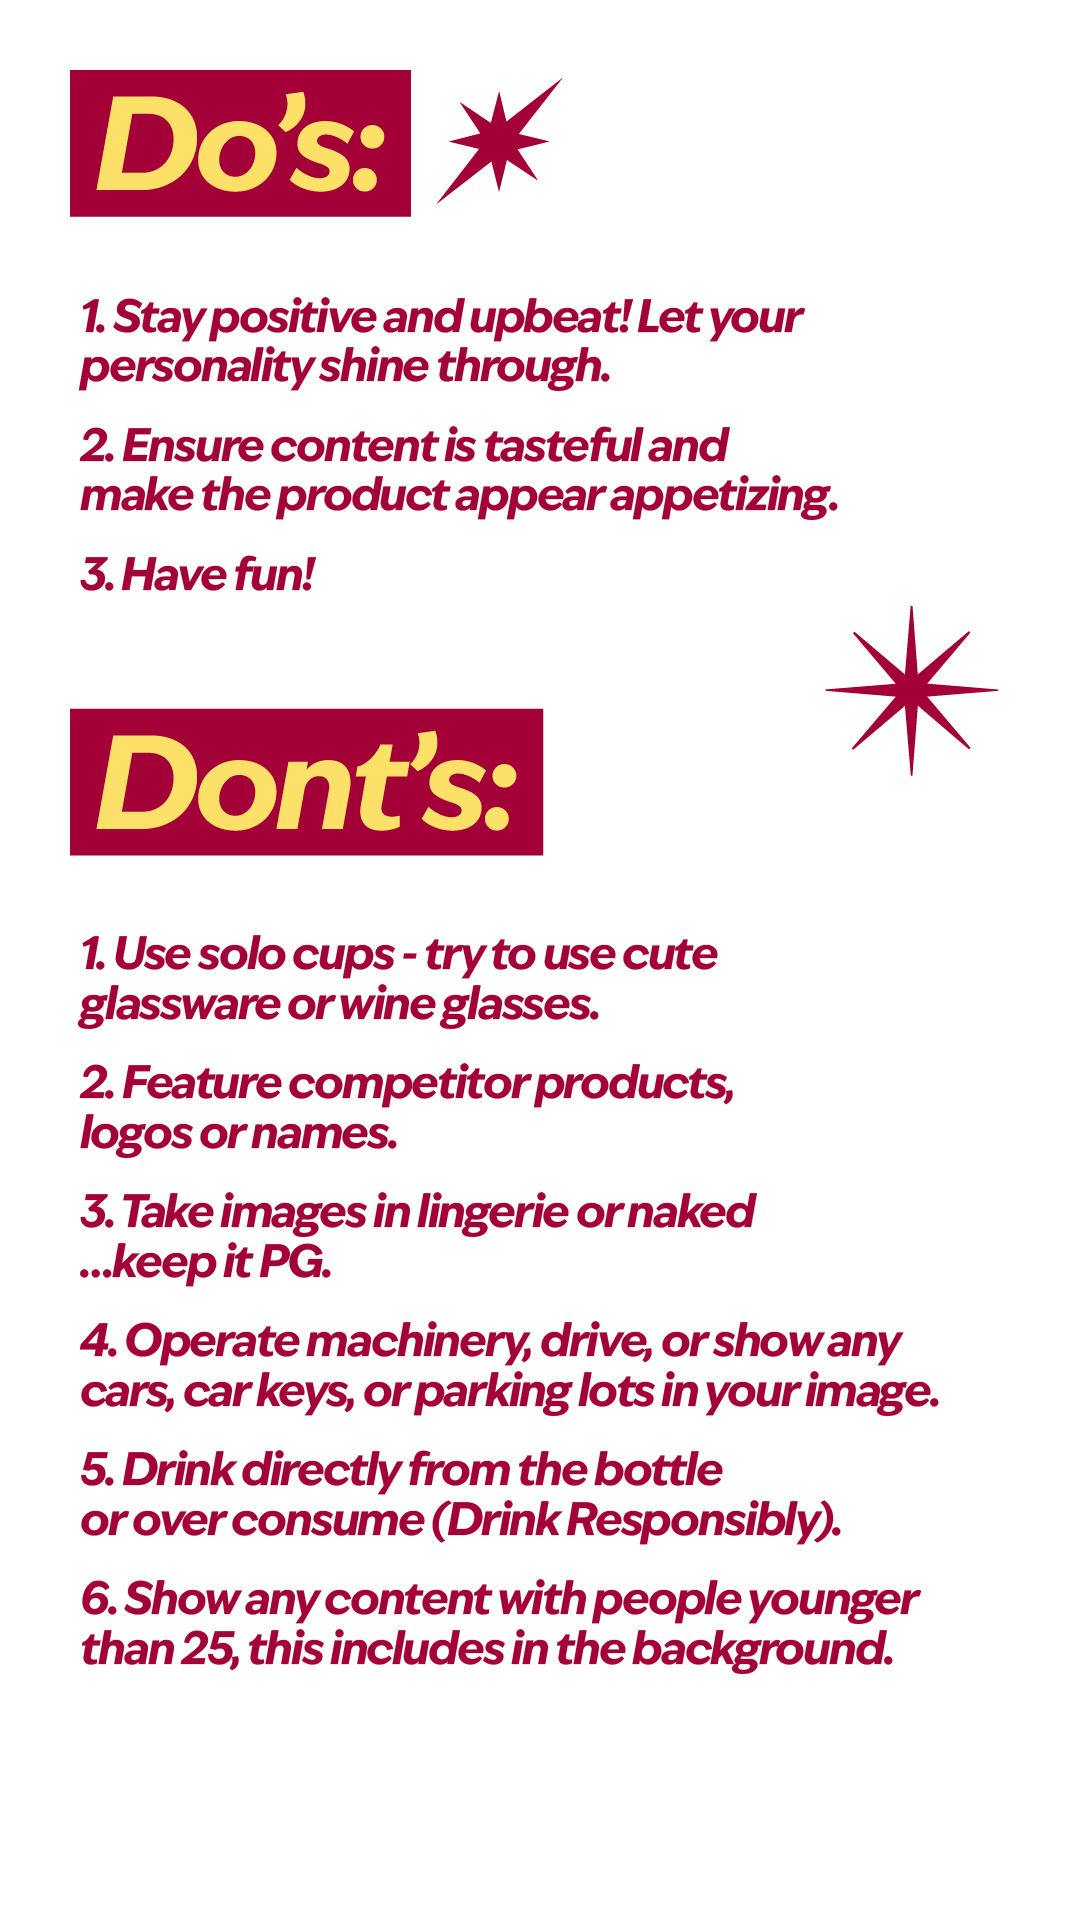 Do’s:
1. Stay positive and upbeat! Let your
personality shine through.
2. Ensure content is tasteful and
make the product appear appetizing.
3. Have fun!
Dont’s:
1. Use solo cups - try to use cute
glassware or wine glasses.
2. Feature competitor products,
logos or names.
3. Take images in lingerie or naked
...keep it PG.
4. Operate machinery, drive, or show any
cars, car keys, or parking lots in your image.
5. Drink directly from the bottle
or over consume (Drink Responsibly).
6. Show any content with people younger
than 25, this includes in the background.